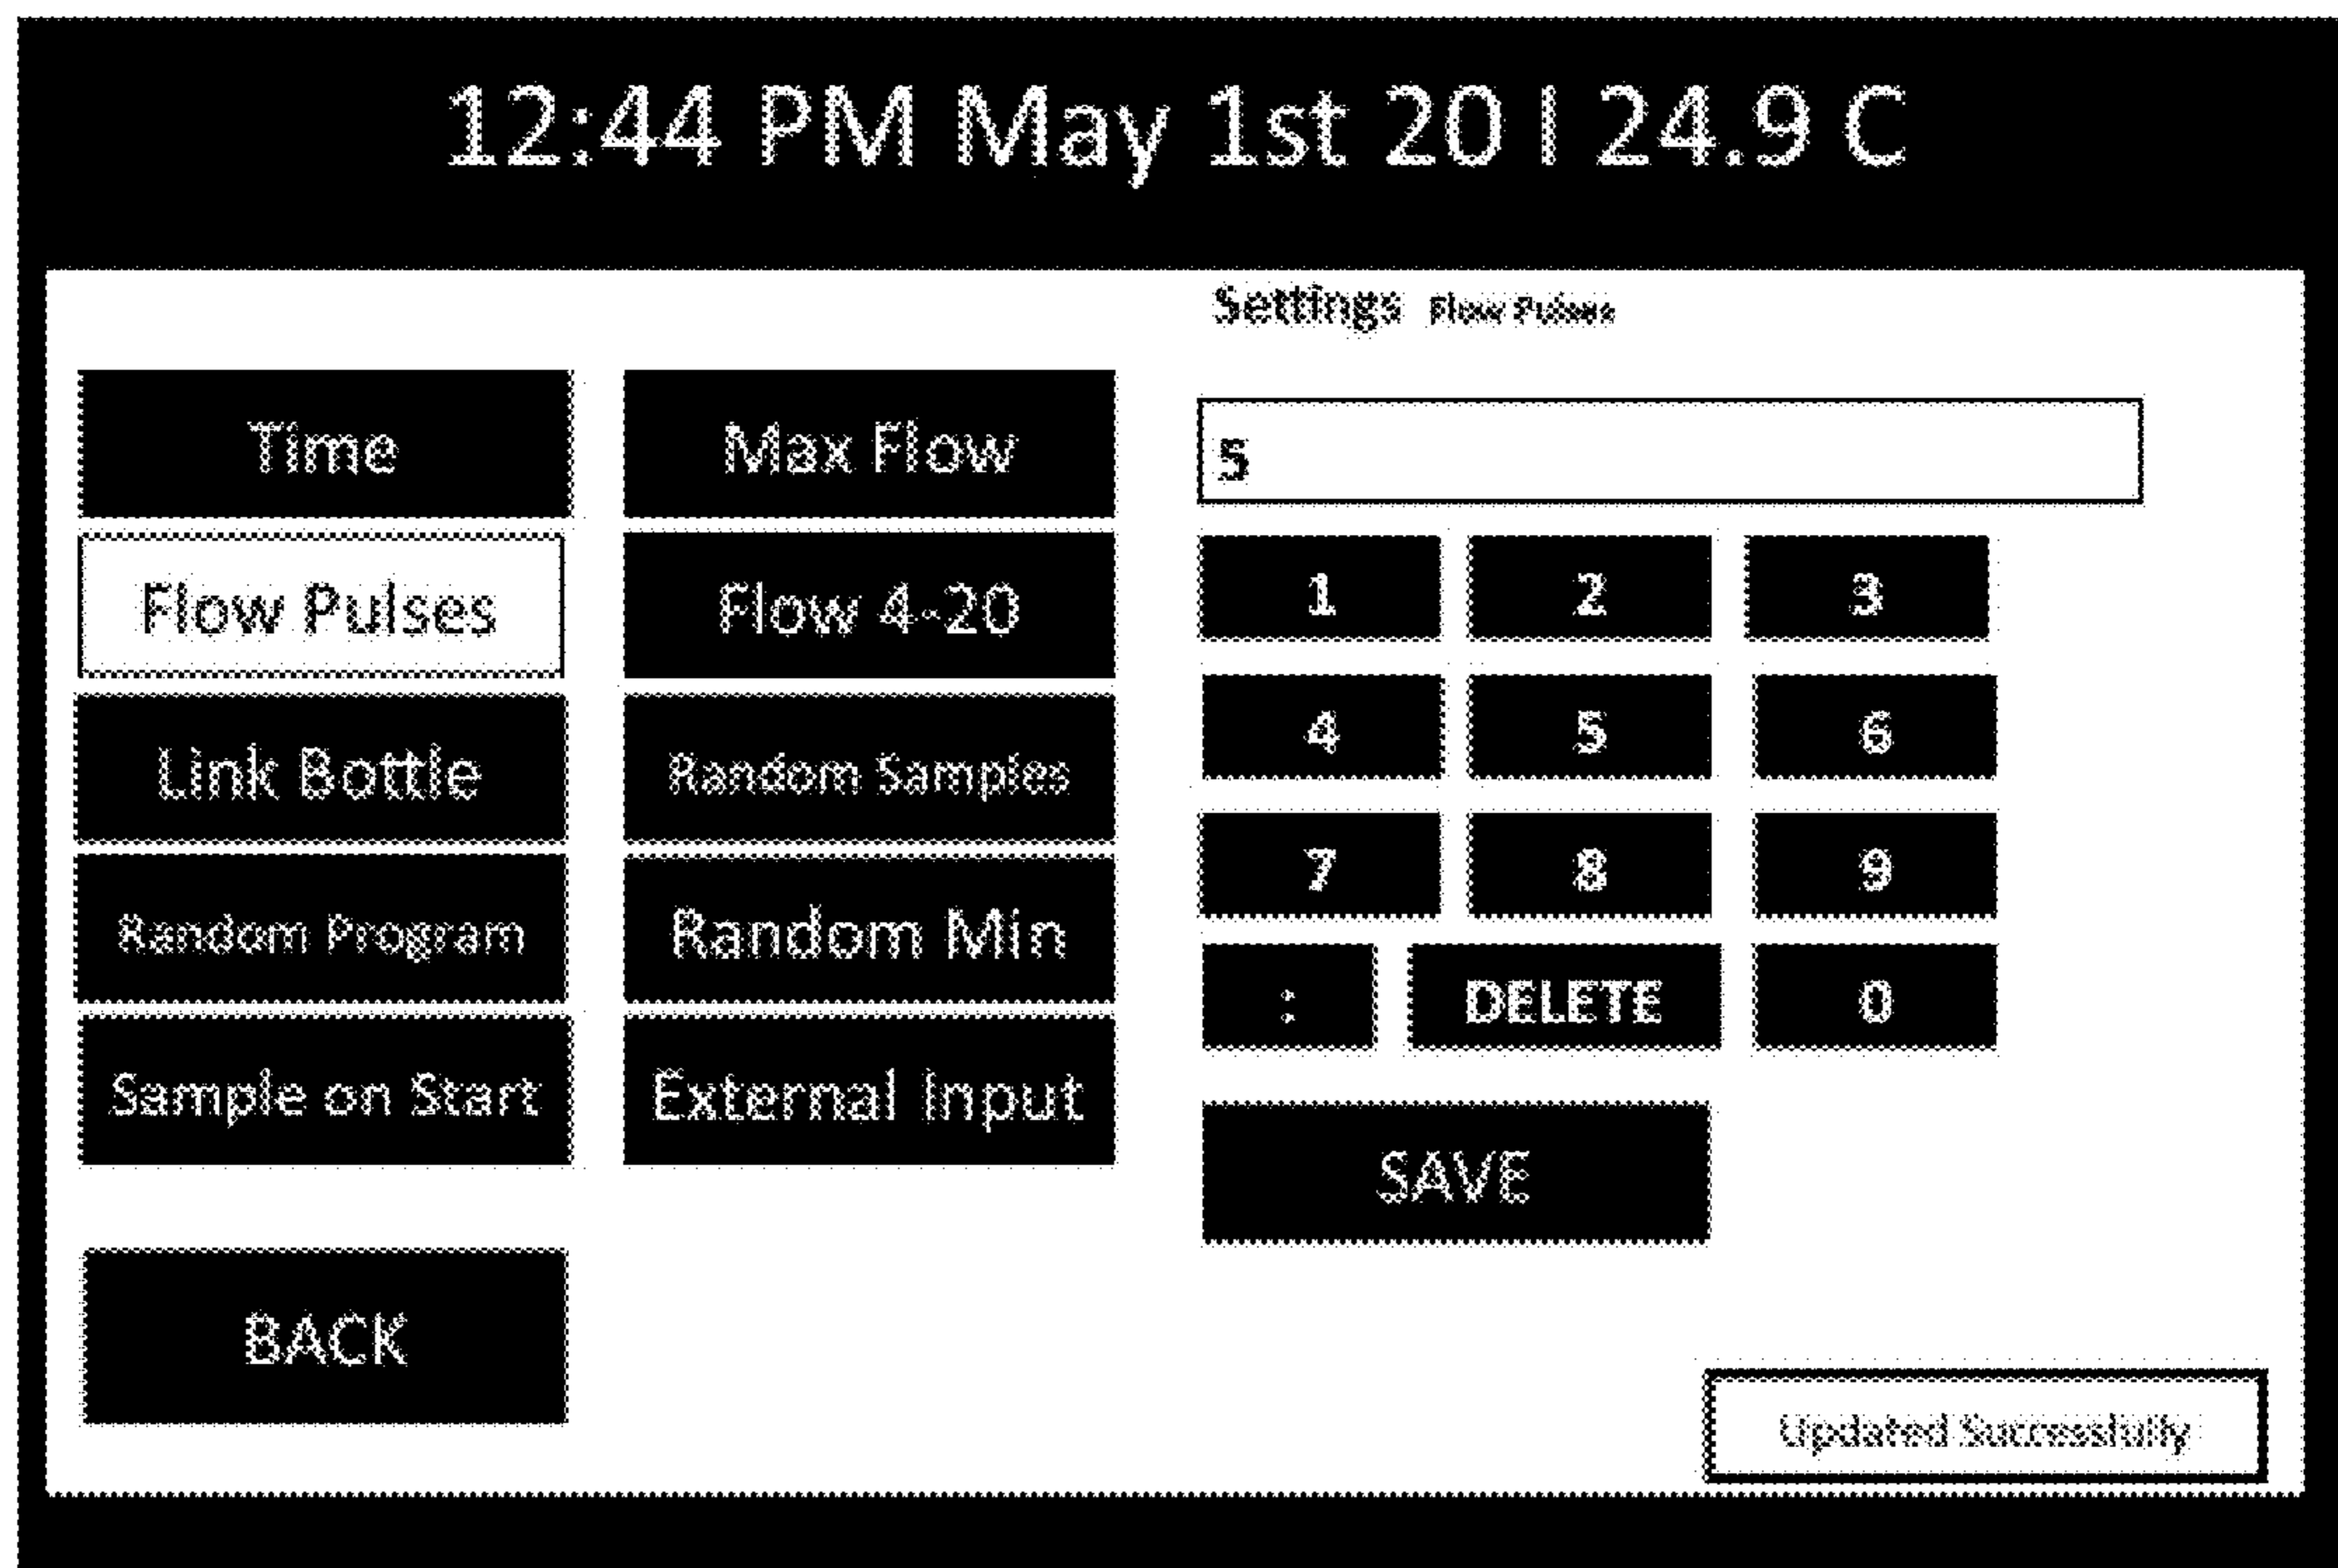 12:44 PM May 1st 20 | 24.9 C
Settings Flow Pulses
Time
Max Flow
5
Flow Pulses
Flow 4-20
1 2 3
Link Bottle
Random Samples
4 5 6
Random Program
Random Min
7 8 9
: DELETE 0
Sample on Start
External Input
SAVE
BACK
Updated Successfully